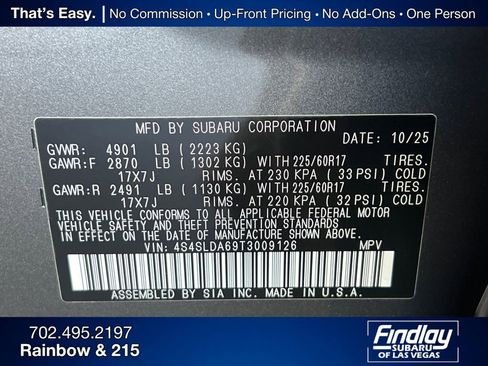 That's Easy. | No Commission • Up-Front Pricing • No Add-Ons • One Person
MFD BY SUBARU CORPORATION
DATE: 10/25
GVWR: 4901 LB ( 2223 KG)
GAWR:F 2870 LB ( 1302 KG) WITH 225/60R17 TIRES.
17X7J RIMS. AT 230 KPA ( 33 PSI) COLD
GAWR:R 2491 LB ( 1130 KG) WITH 225/60R17 TIRES.
17X7J RIMS. AT 220 KPA ( 32 PSI) COLD
THIS VEHICLE CONFORMS TO ALL APPLICABLE FEDERAL MOTOR
VEHICLE SAFETY AND THEFT PREVENTION STANDARDS
IN EFFECT ON THE DATE OF MANUFACTURE SHOWN ABOVE.
VIN: 4S4SLDA69T3009126 MPV
ASSEMBLED BY SIA INC. MADE IN U.S.A.
702.495.2197
Rainbow & 215
Findlay
SUBARU
OF LAS VEGAS